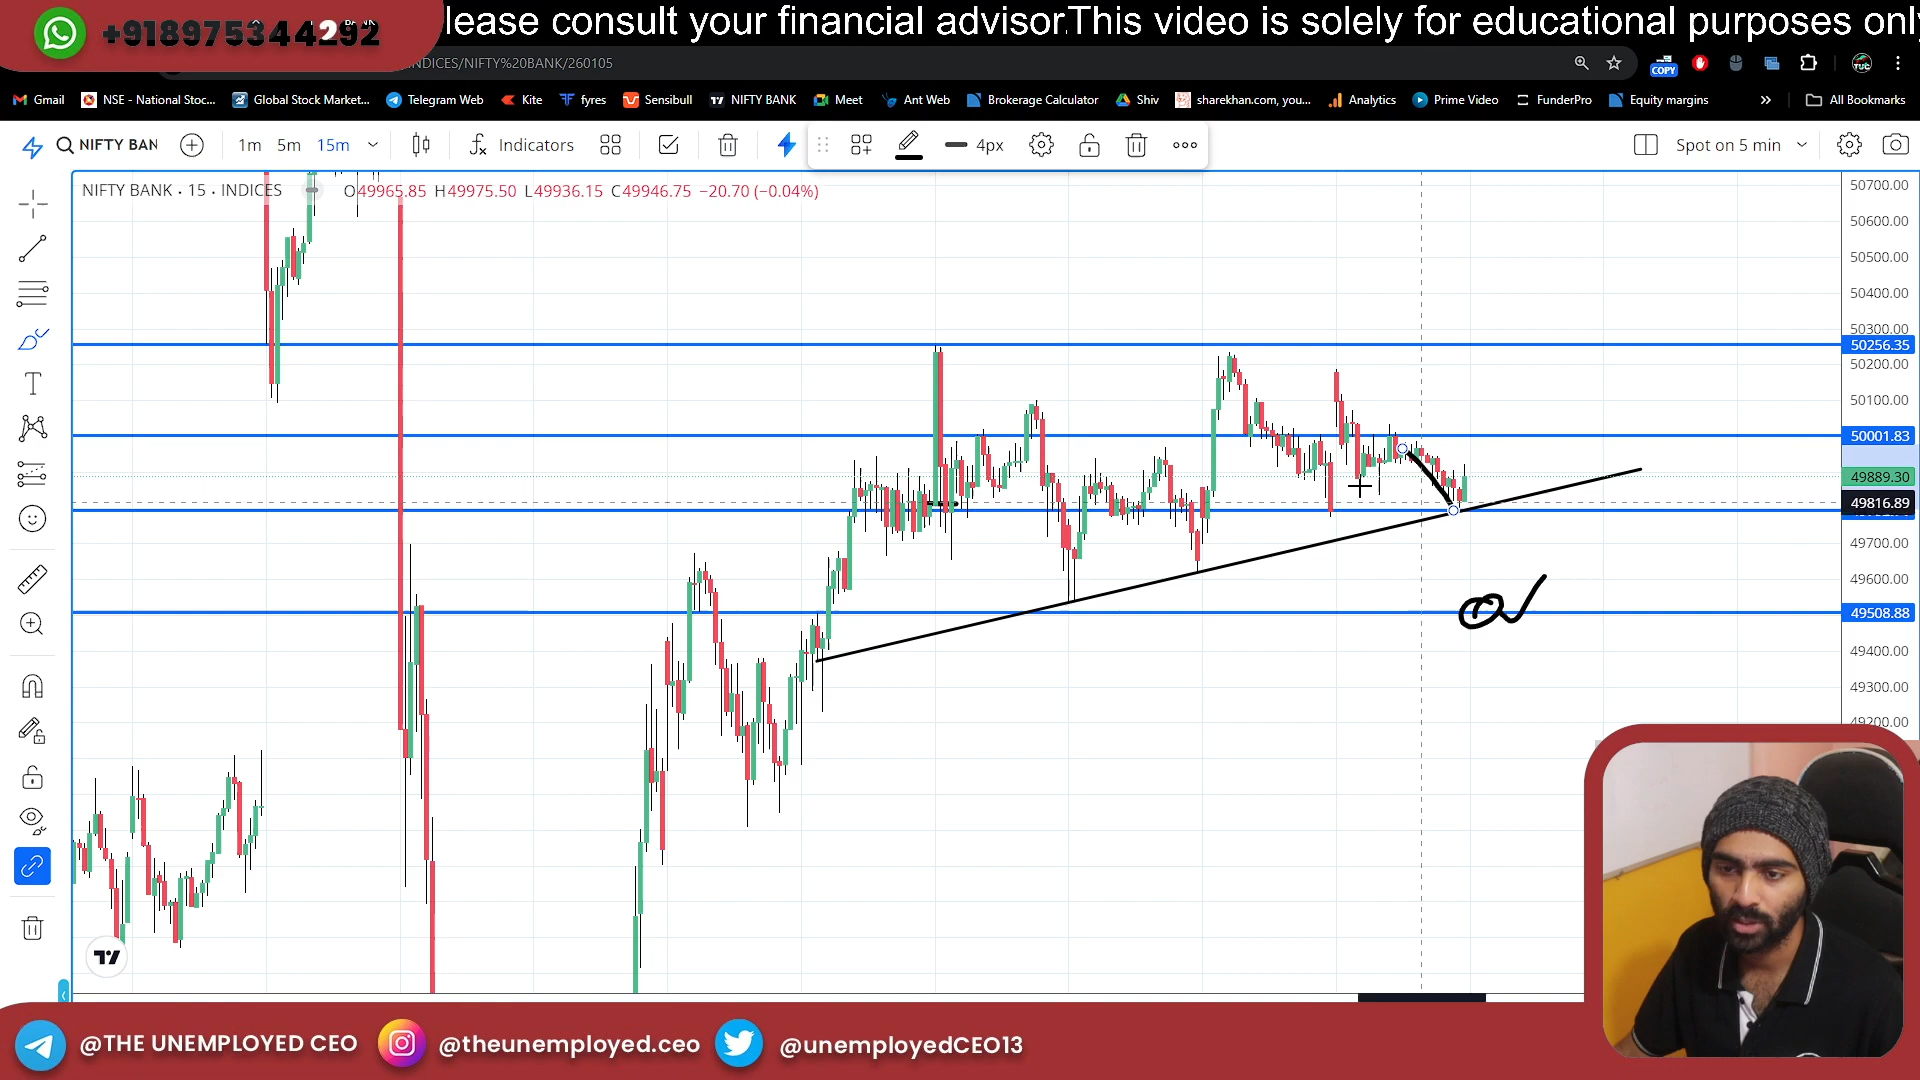 +918975344292
lease consult your financial advisor.This video is solely for educational purposes only
NDICES/NIFTY%20BANK/260105
COPY
TUC
Gmail
NSE - National Stoc...
Global Stock Market...
Telegram Web
Kite
fyres
Sensibull
NIFTY BANK
Meet
Ant Web
Brokerage Calculator
Shiv
sharekhan.com, you...
Analytics
Prime Video
FunderPro
Equity margins
All Bookmarks
NIFTY BAN
1m 5m 15m
Indicators
4px
Spot on 5 min
NIFTY BANK · 15 · INDICES
O49965.85 H49975.50 L49936.15 C49946.75 −20.70 (−0.04%)
50700.00
50600.00
50500.00
50400.00
50300.00
50256.35
50200.00
50100.00
50001.83
49889.30
49816.89
49700.00
49600.00
49508.88
49400.00
49300.00
49200.00
@THE UNEMPLOYED CEO
@theunemployed.ceo
@unemployedCEO13